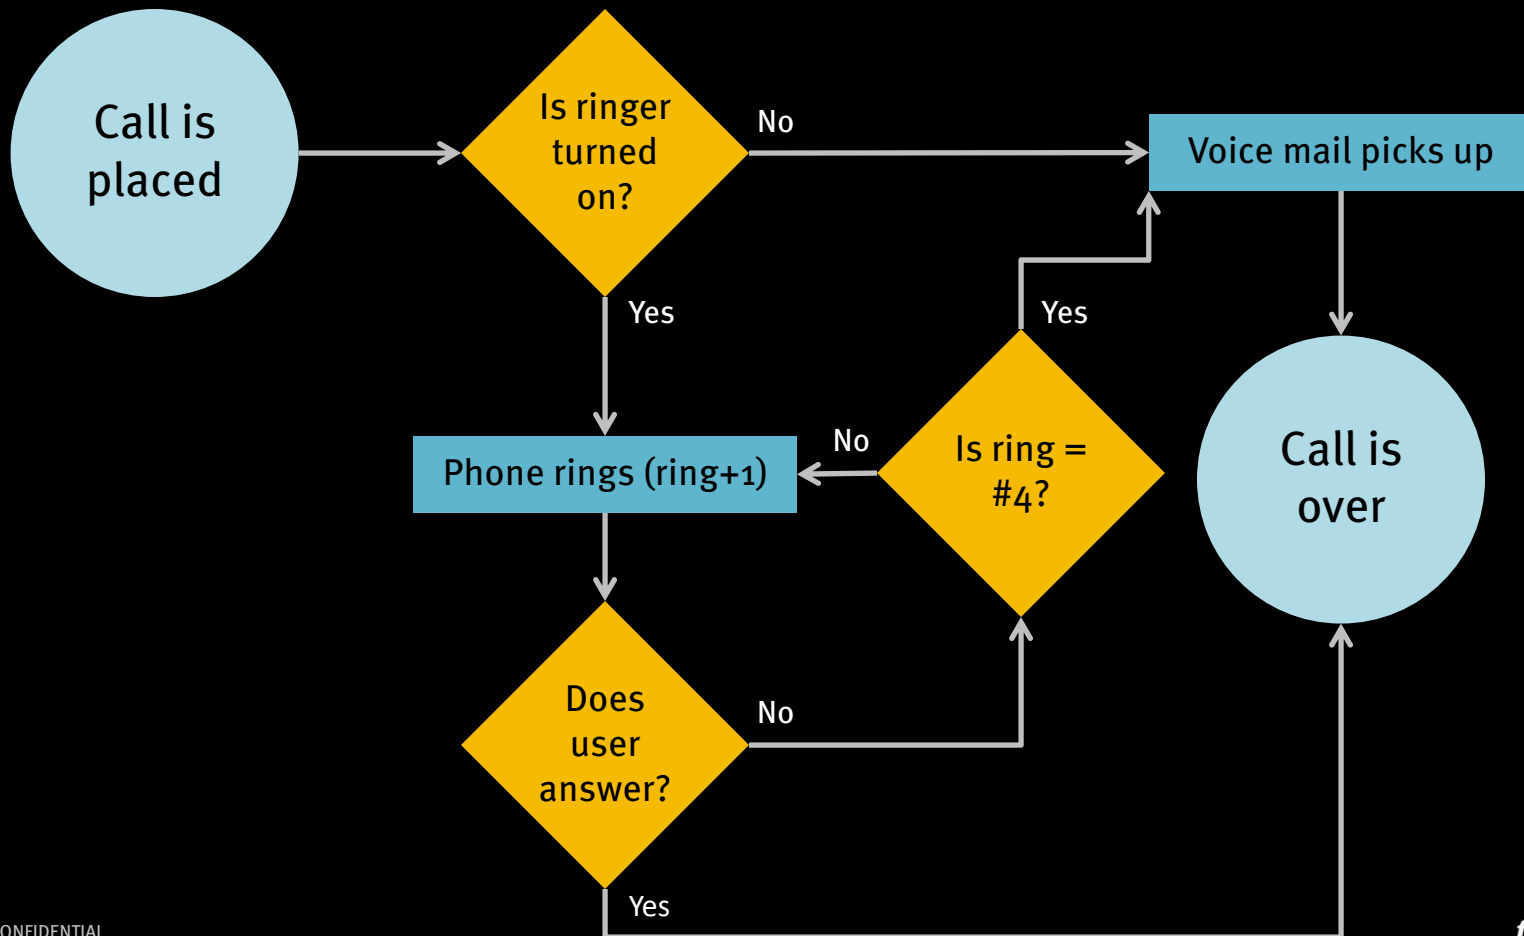 Call is
placed
Is ringer
turned
on?
No
Voice mail picks up
Yes
Yes
Phone rings (ring+1)
No
Is ring =
#4?
Call is
over
Does
user
answer?
No
Yes
ONFIDENTIAL
f